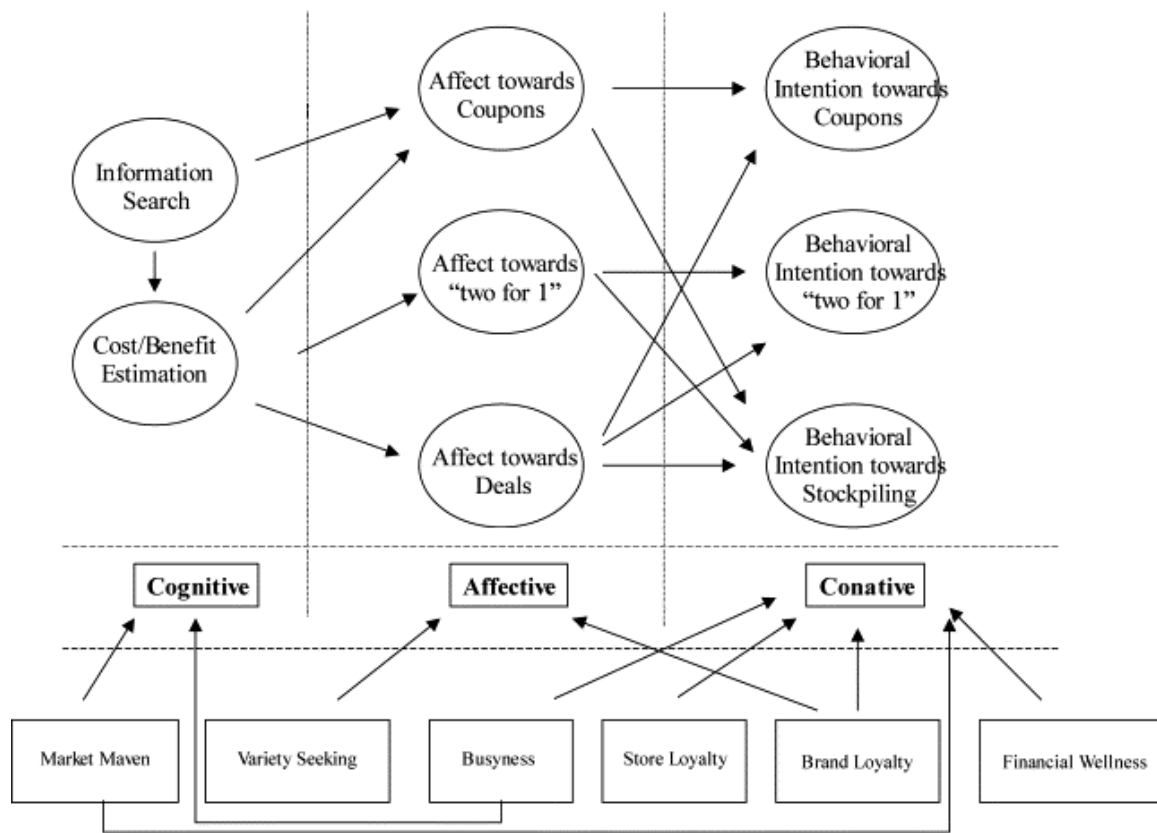 Affect towards
Coupons
Behavioral
Intention towards
Coupons
Information
Search
Affect towards
“two for 1”
Behavioral
Intention towards
“two for 1”
Cost/Benefit
Estimation
Affect towards
Deals
Behavioral
Intention towards
Stockpiling
Cognitive
Affective
Conative
Market Maven
Variety Seeking
Busyness
Store Loyalty
Brand Loyalty
Financial Wellness